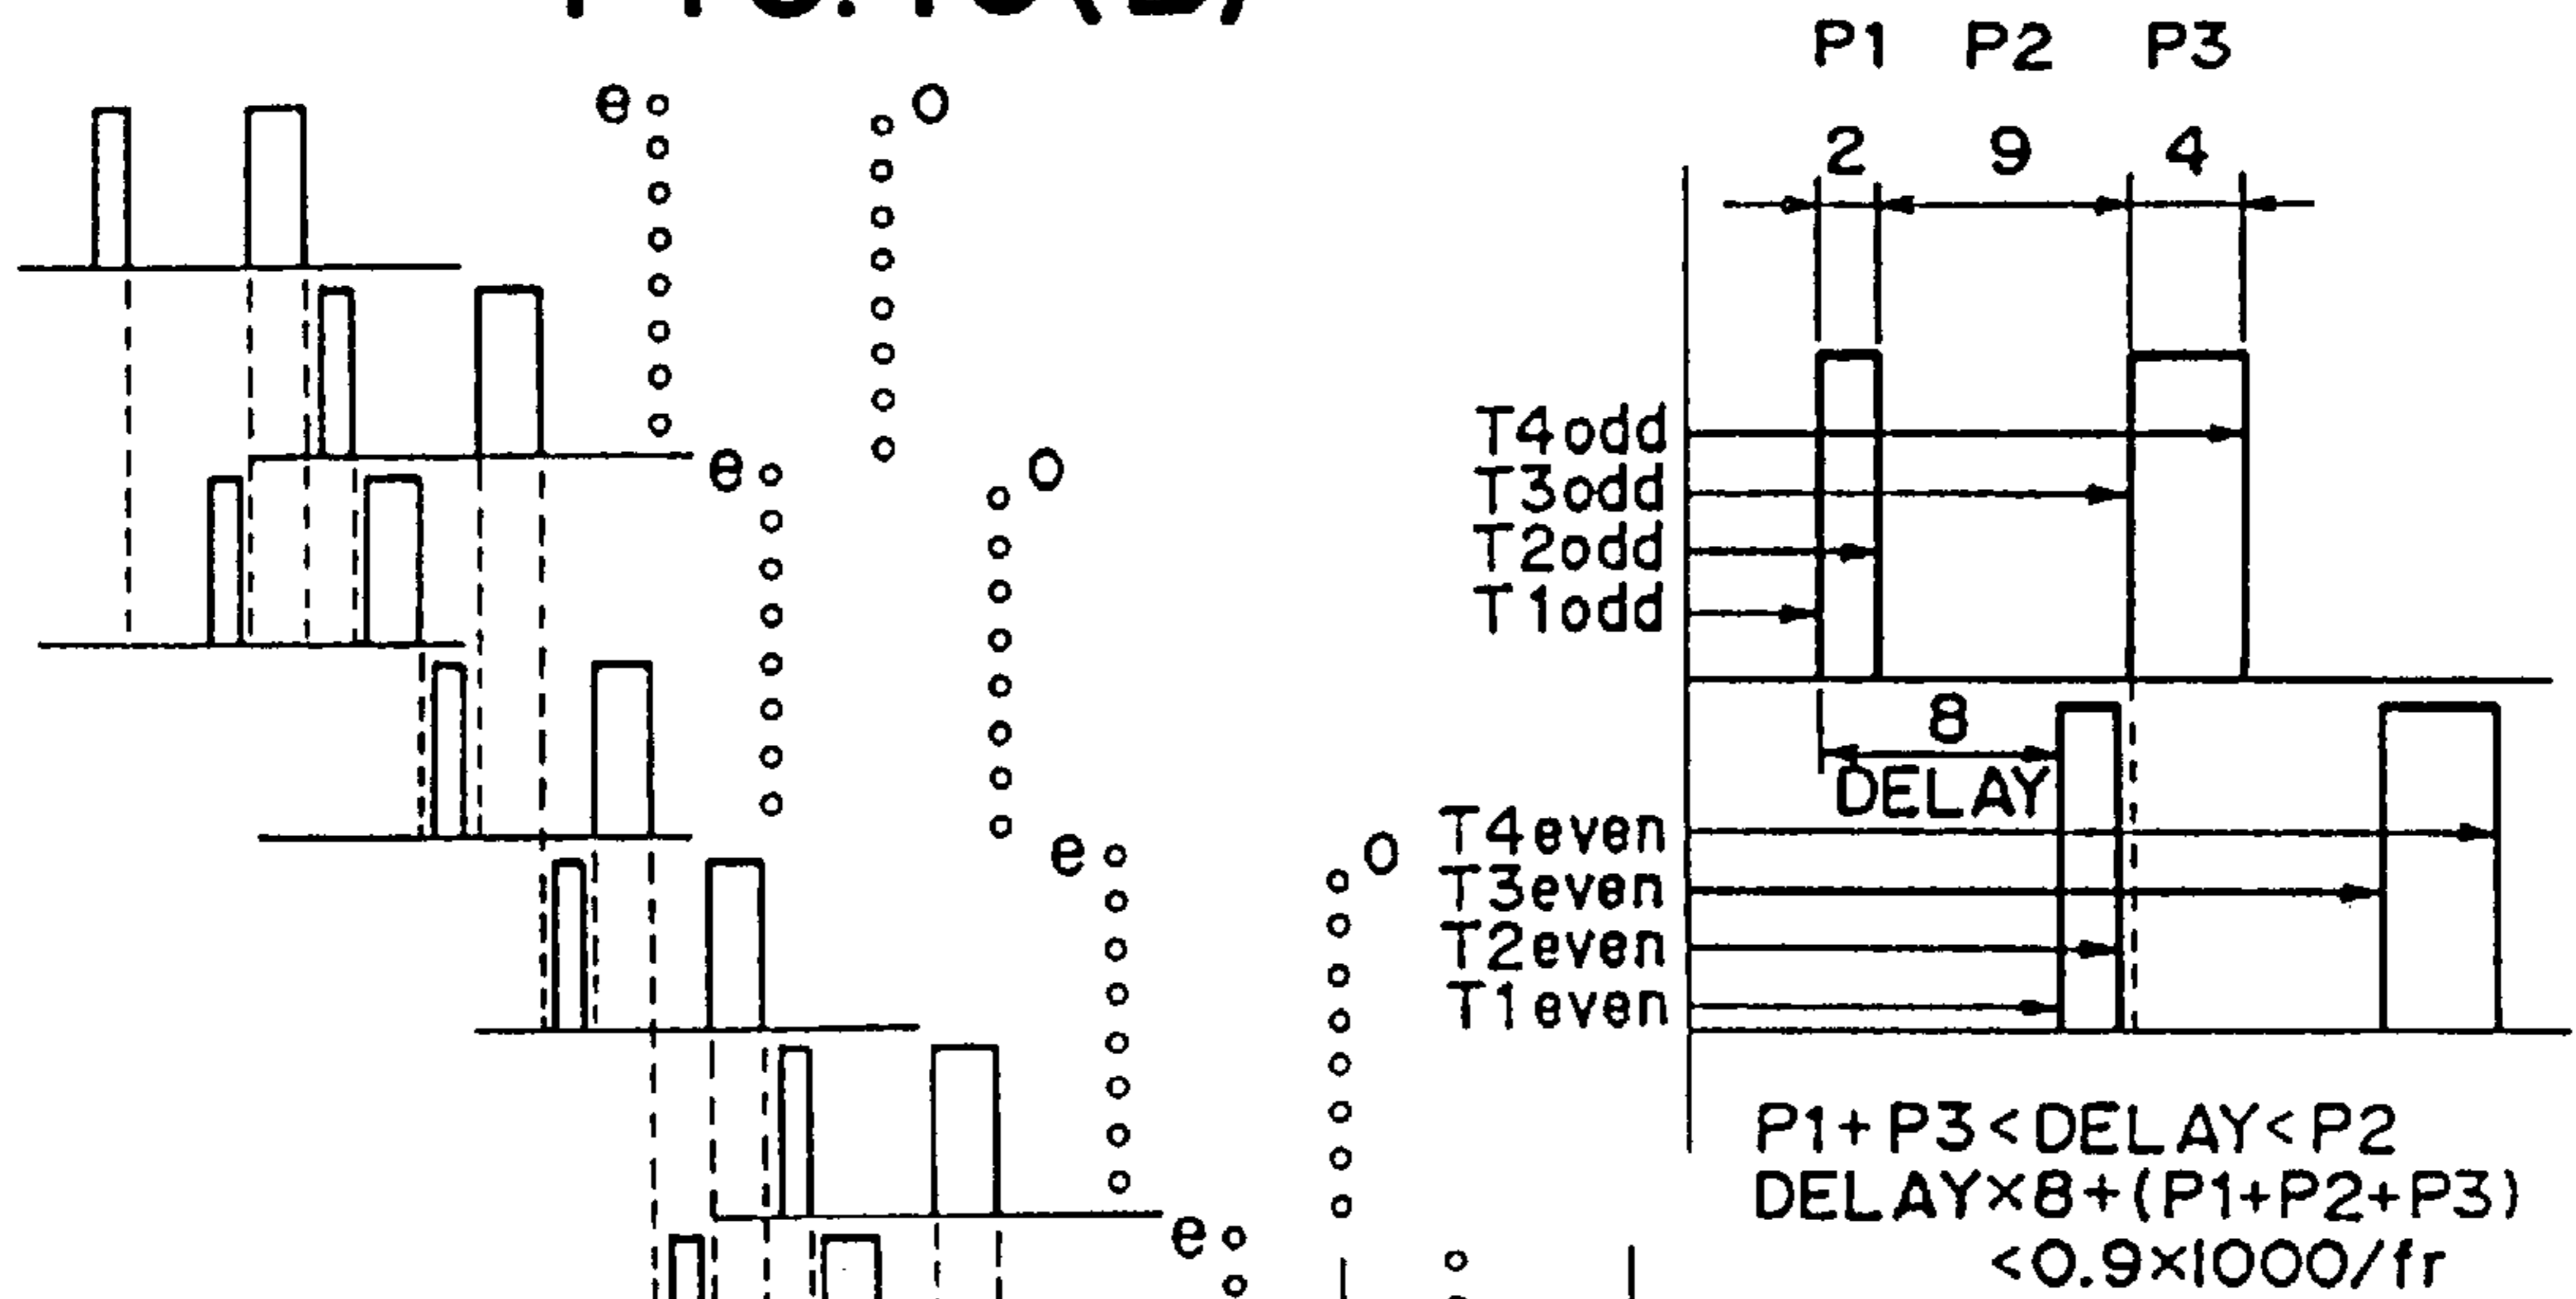 P1 P2 P3
2 9 4
e o
e o
e o
e
T4odd
T3odd
T2odd
T1odd
8
DELAY
T4even
T3even
T2even
T1even
P1+P3<DELAY<P2
DELAY×8+(P1+P2+P3)
<0.9×1000/fr